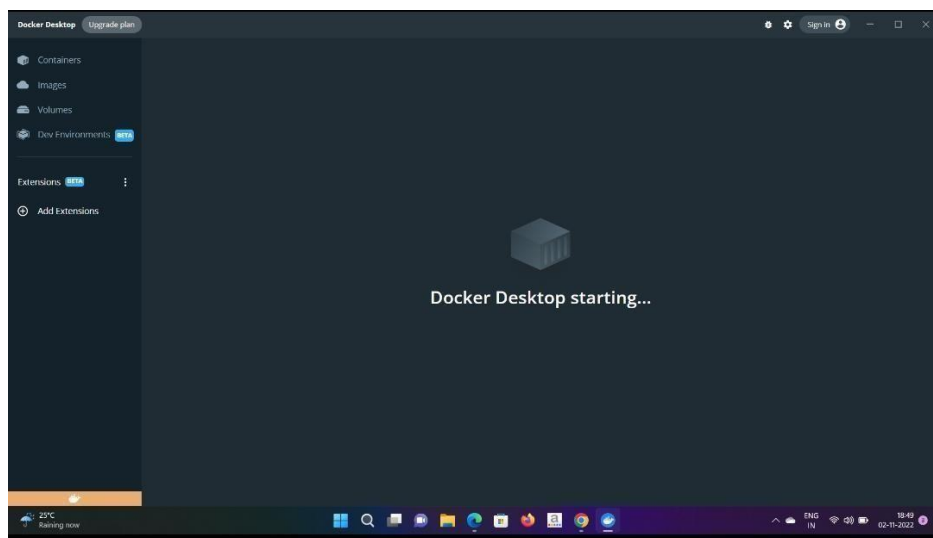 Docker Desktop Upgrade plan
Sign in
Containers
Images
Volumes
Dev Environments BETA
Extensions BETA
Add Extensions
Docker Desktop starting...
25°C
Raining now
ENG
IN
18:49
02-11-2022